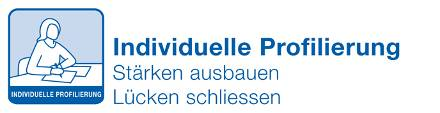 Individuelle Profilierung
Stärken ausbauen
Lücken schliessen
INDIVIDUELLE PROFILIERUNG